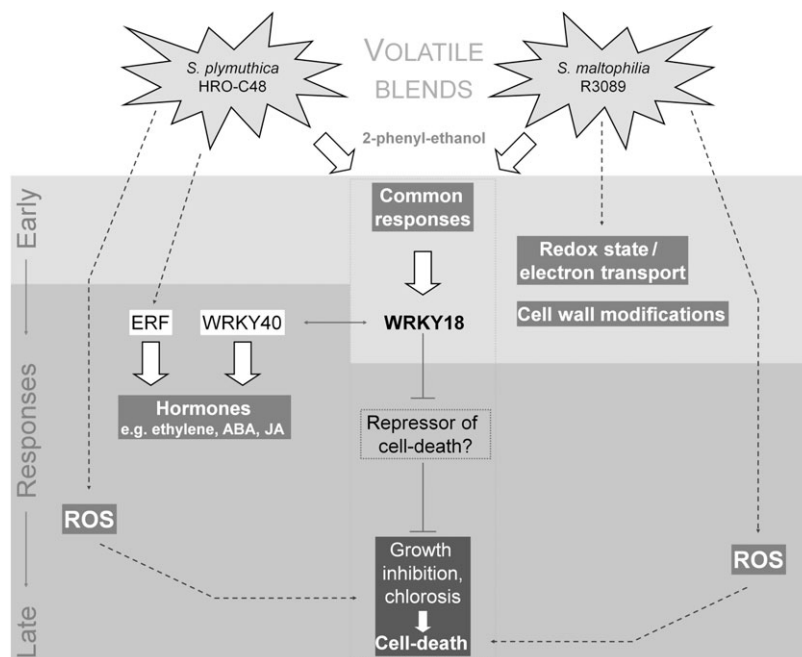 S. plymuthica
HRO-C48
VOLATILE
BLENDS
S. maltophilia
R3089
2-phenyl-ethanol
Early
Responses
Late
Common
responses
Redox state /
electron transport
Cell wall modifications
ERF
WRKY40
WRKY18
Hormones
e.g. ethylene, ABA, JA
Repressor of
cell-death?
ROS
Growth
inhibition,
chlorosis
Cell-death
ROS